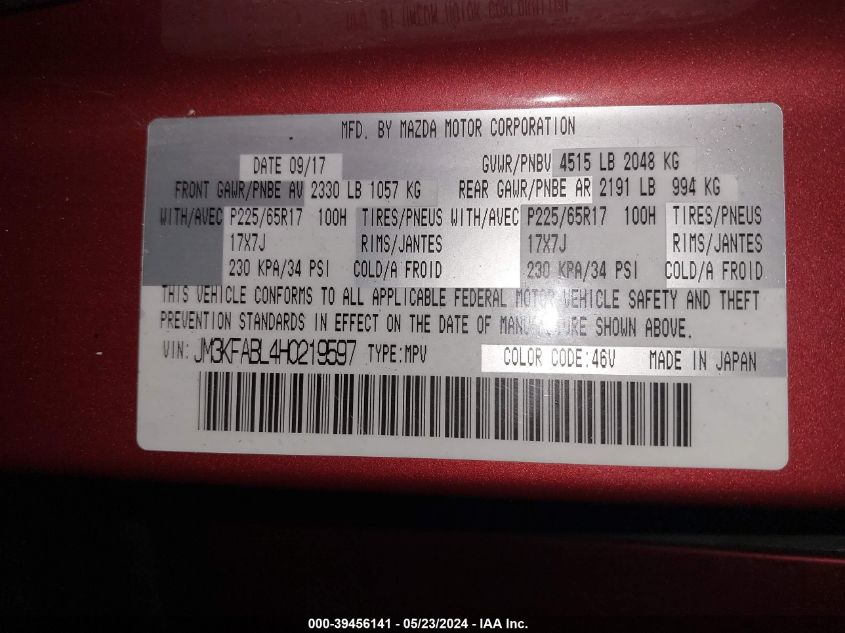 MFD. BY MAZDA MOTOR CORPORATION
DATE 09/17 GVWR/PNBV 4515 LB 2048 KG
FRONT GAWR/PNBE AV 2330 LB 1057 KG REAR GAWR/PNBE AR 2191 LB 994 KG
WITH/AVEC P225/65R17 100H TIRES/PNEUS WITH/AVEC P225/65R17 100H TIRES/PNEUS
17X7J RIMS/JANTES 17X7J RIMS/JANTES
230 KPA/34 PSI COLD/A FROID 230 KPA/34 PSI COLD/A FROID
THIS VEHICLE CONFORMS TO ALL APPLICABLE FEDERAL MOTOR VEHICLE SAFETY AND THEFT
PREVENTION STANDARDS IN EFFECT ON THE DATE OF MANUFACTURE SHOWN ABOVE.
VIN: JM3KFABL4H0219597 TYPE:MPV COLOR CODE:46V MADE IN JAPAN
000-39456141 - 05/23/2024 - IAA Inc.